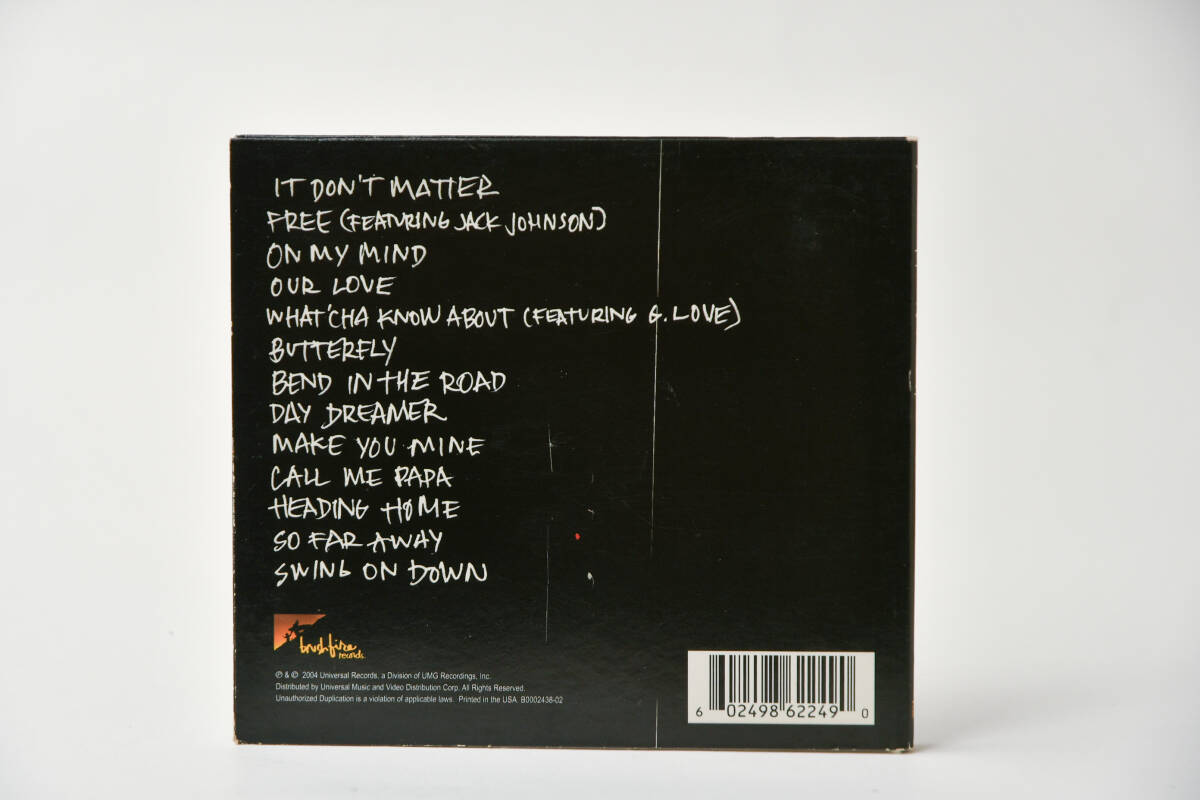 IT DON'T MATTER
FREE (FEATURING JACK JOHNSON)
ON MY MIND
OUR LOVE
WHAT'CHA KNOW ABOUT (FEATURING G. LOVE)
BUTTERFLY
BEND IN THE ROAD
DAY DREAMER
MAKE YOU MINE
CALL ME PAPA
HEADING HOME
SO FAR AWAY
SWING ON DOWN
brushfire
records
℗ & © 2004 Universal Records, a Division of UMG Recordings, Inc.
Distributed by Universal Music and Video Distribution Corp. All Rights Reserved.
Unauthorized Duplication is a violation of applicable laws. Printed in the USA. B0002438-02
6 02498 62249 0